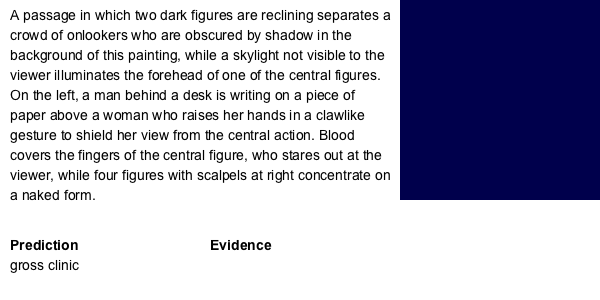 A passage in which two dark figures are reclining separates a
crowd of onlookers who are obscured by shadow in the
background of this painting, while a skylight not visible to the
viewer illuminates the forehead of one of the central figures.
On the left, a man behind a desk is writing on a piece of
paper above a woman who raises her hands in a clawlike
gesture to shield her view from the central action. Blood
covers the fingers of the central figure, who stares out at the
viewer, while four figures with scalpels at right concentrate on
a naked form.
Prediction Evidence
gross clinic